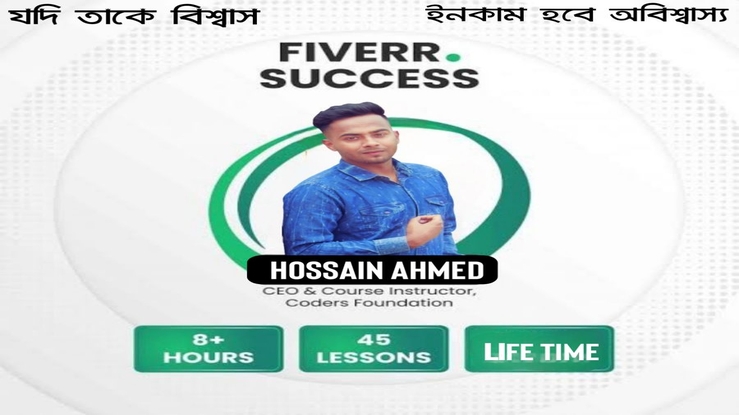 যদি তাকে বিশ্বাস
ইনকাম হবে অবিশ্বাস্য
FIVERR.
SUCCESS
HOSSAIN AHMED
CEO & Course Instructor,
Coders Foundation
8+
HOURS
45
LESSONS
LIFE TIME